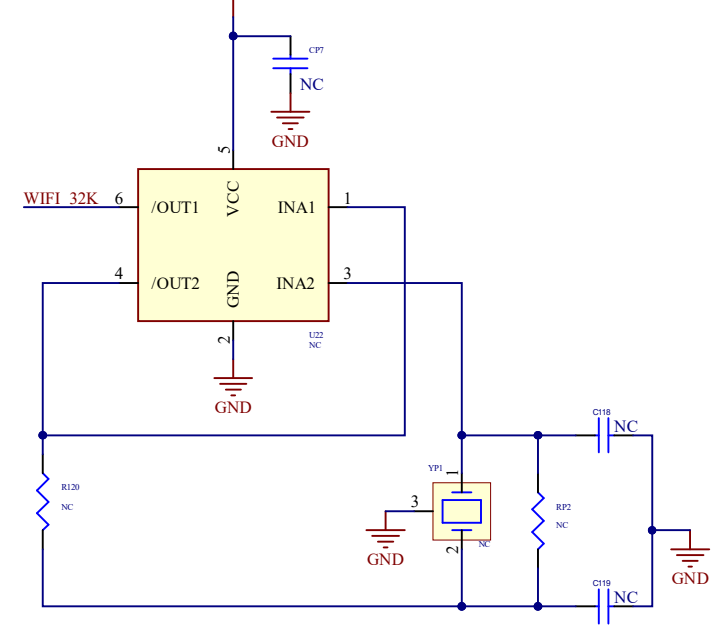 CP7
NC
GND
5
WIFI_32K
6
/OUT1
VCC
INA1
1
4
/OUT2
GND
INA2
3
2
U22
NC
GND
C118
NC
YP1
1
R120
NC
3
RP2
NC
GND
2
NC
GND
C119
NC